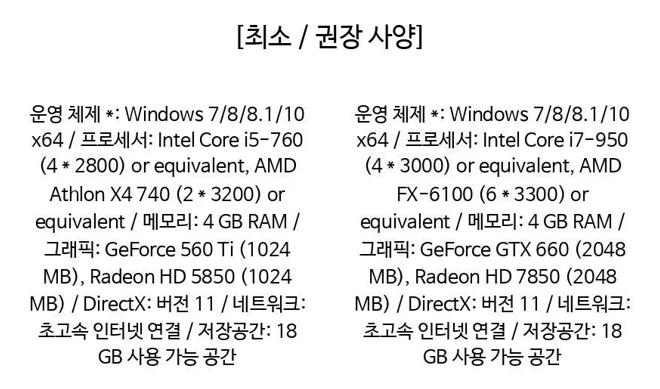 [최소 / 권장 사양]
운영 체제 *: Windows 7/8/8.1/10
x64 / 프로세서: Intel Core i5-760
(4 * 2800) or equivalent, AMD
Athlon X4 740 (2 * 3200) or
equivalent / 메모리: 4 GB RAM /
그래픽: GeForce 560 Ti (1024
MB), Radeon HD 5850 (1024
MB) / DirectX: 버전 11 / 네트워크:
초고속 인터넷 연결 / 저장공간: 18
GB 사용 가능 공간
운영 체제 *: Windows 7/8/8.1/10
x64 / 프로세서: Intel Core i7-950
(4 * 3000) or equivalent, AMD
FX-6100 (6 * 3300) or
equivalent / 메모리: 4 GB RAM /
그래픽: GeForce GTX 660 (2048
MB), Radeon HD 7850 (2048
MB) / DirectX: 버전 11 / 네트워크:
초고속 인터넷 연결 / 저장공간: 18
GB 사용 가능 공간